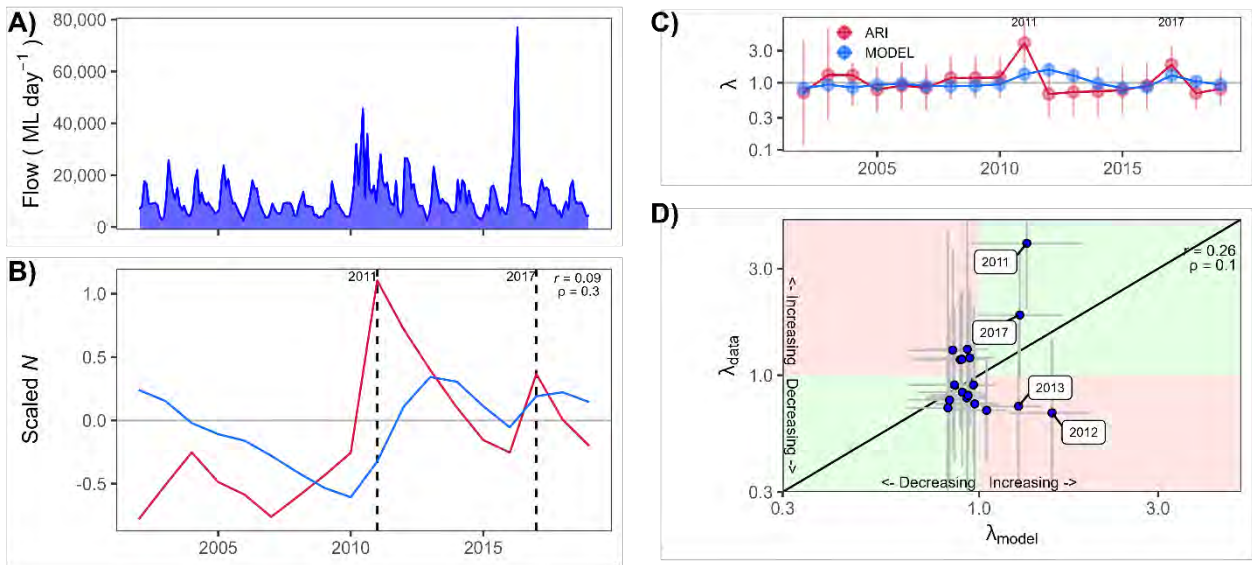 A)
Flow ( ML day⁻¹ )
80,000
60,000
40,000
20,000
0
2005
2010
2015
B)
Scaled N
2011
2017
r = 0.09
ρ = 0.3
1.0
0.5
0.0
-0.5
2005
2010
2015
C)
λ
2011
2017
ARI
MODEL
3.0
1.0
0.3
0.1
2005
2010
2015
D)
λdata
3.0
1.0
0.3
<- Decreasing Increasing ->
r = 0.26
ρ = 0.1
2011
2017
2013
2012
<- Decreasing Increasing ->
0.3
1.0
3.0
λmodel